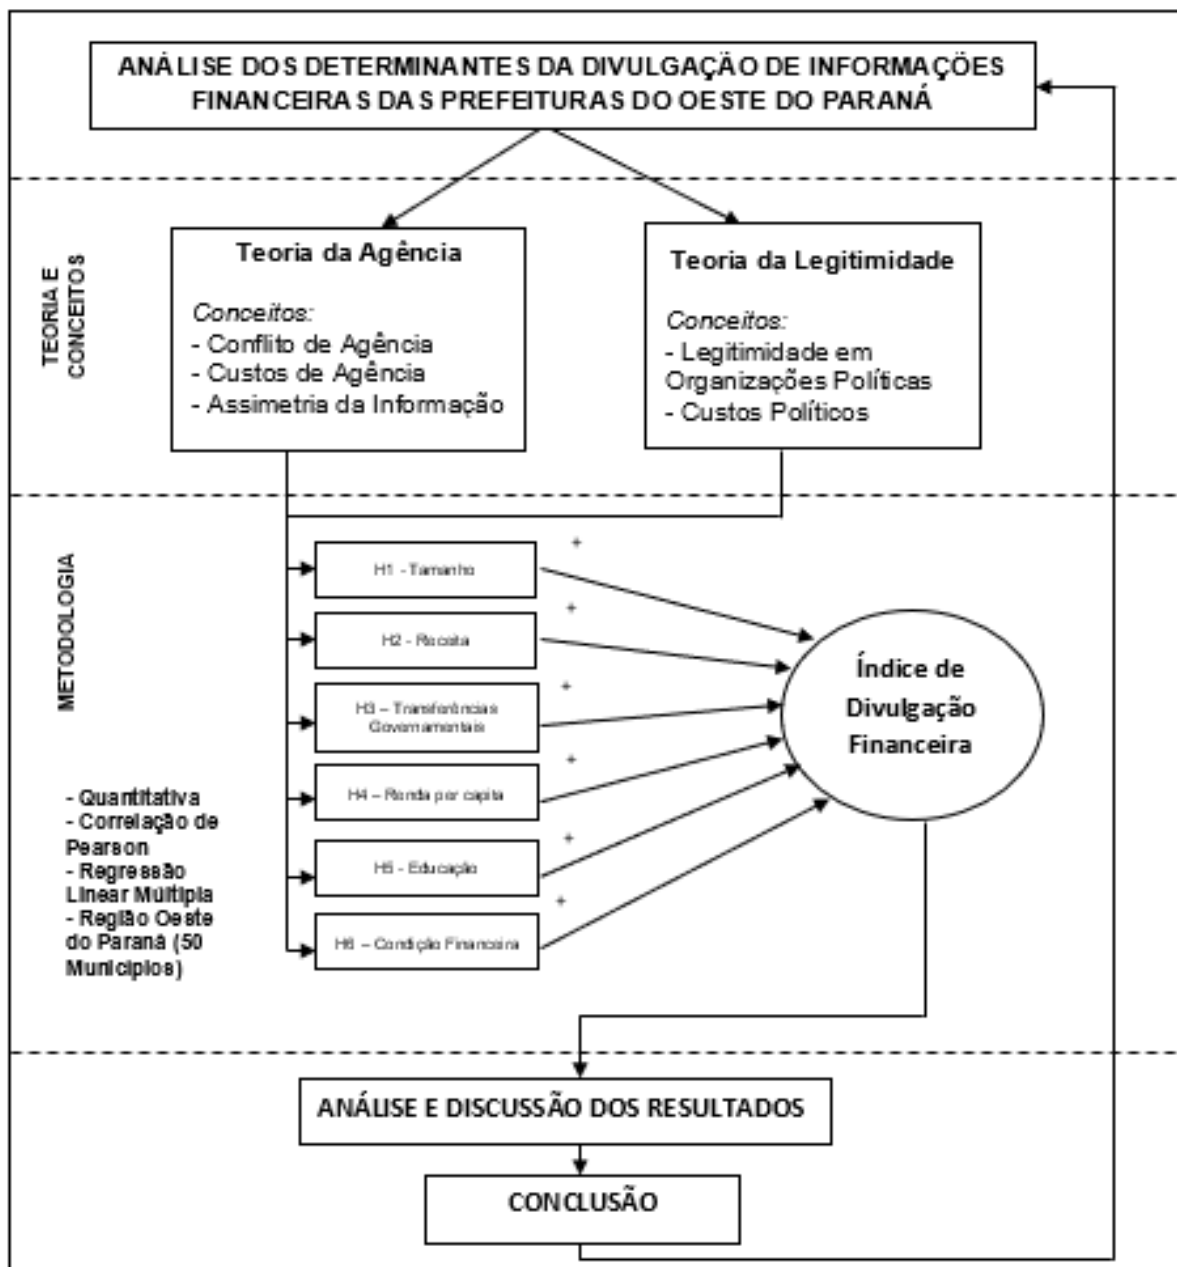 ANÁLISE DOS DETERMINANTES DA DIVULGAÇÃO DE INFORMAÇÕES
FINANCEIRAS DAS PREFEITURAS DO OESTE DO PARANÁ
TEORIA E
CONCEITOS
Teoria da Agência
Conceitos:
- Conflito de Agência
- Custos de Agência
- Assimetria da Informação
Teoria da Legitimidade
Conceitos:
- Legitimidade em
Organizações Políticas
- Custos Políticos
METODOLOGIA
- Quantitativa
- Correlação de
Pearson
- Regressão
Linear Múltipla
- Região Oeste
do Paraná (50
Municípios)
+
H1 - Tamanho
+
H2 - Receita
+
H3 – Transferências
Governamentais
+
H4 – Renda per capita
+
H5 - Educação
+
H6 – Condição Financeira
Índice de
Divulgação
Financeira
ANÁLISE E DISCUSSÃO DOS RESULTADOS
CONCLUSÃO